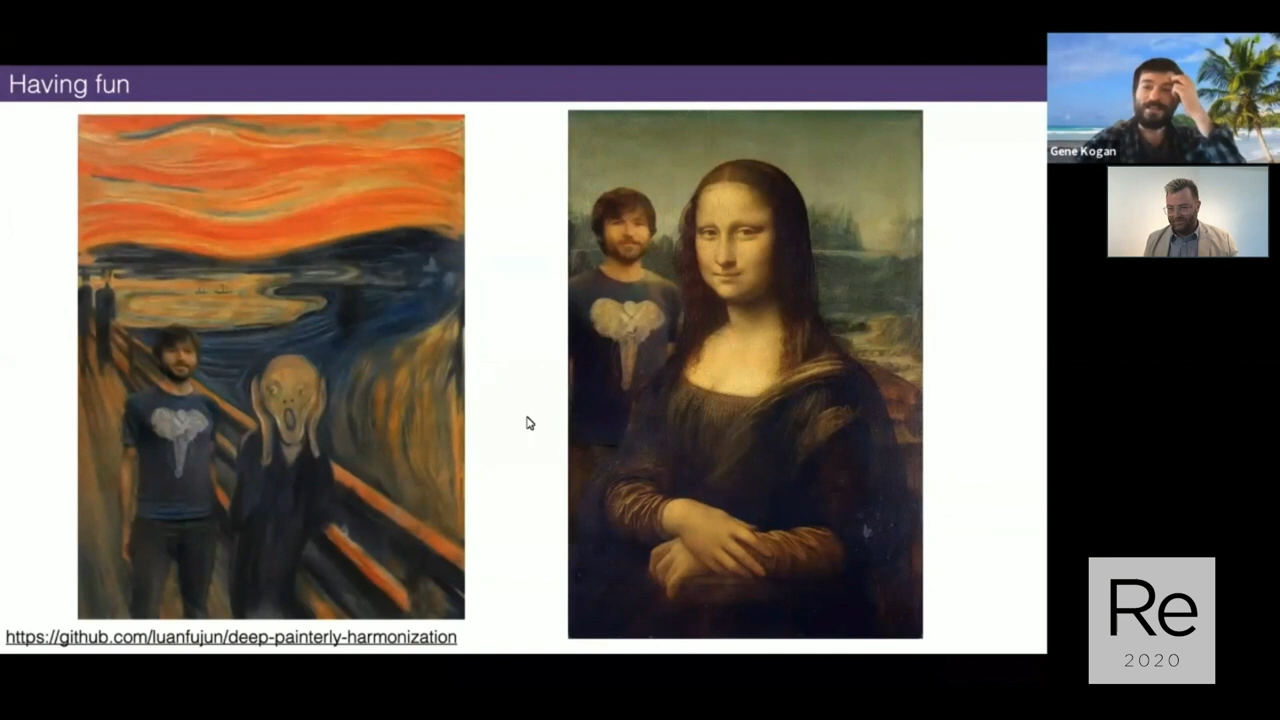 Having fun
https://github.com/luanfujun/deep-painterly-harmonization
Gene Kogan
Re
2020